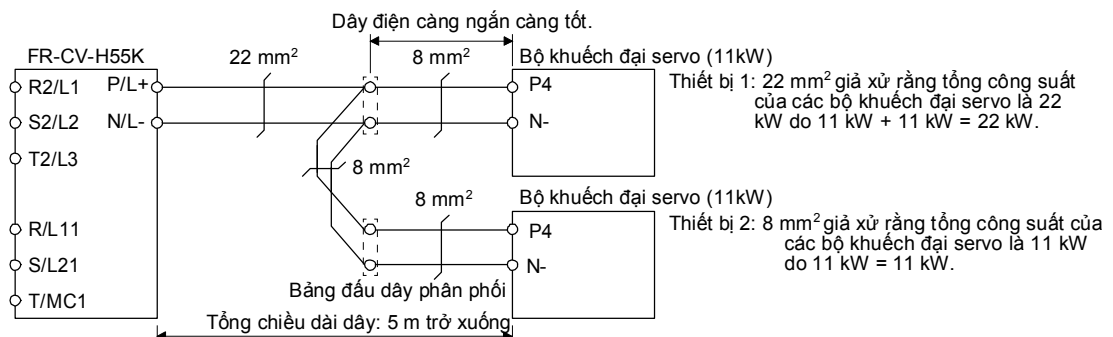 Dây điện càng ngắn càng tốt.
FR-CV-H55K
22 mm²
8 mm²
Bộ khuếch đại servo (11kW)
R2/L1
P/L+
P4
Thiết bị 1: 22 mm² giả xử rằng tổng công suất
của các bộ khuếch đại servo là 22
kW do 11 kW + 11 kW = 22 kW.
S2/L2
N/L-
N-
T2/L3
8 mm²
8 mm²
Bộ khuếch đại servo (11kW)
R/L11
P4
Thiết bị 2: 8 mm² giả xử rằng tổng công suất của
các bộ khuếch đại servo là 11 kW
do 11 kW = 11 kW.
S/L21
N-
Bảng đấu dây phân phối
T/MC1
Tổng chiều dài dây: 5 m trở xuống